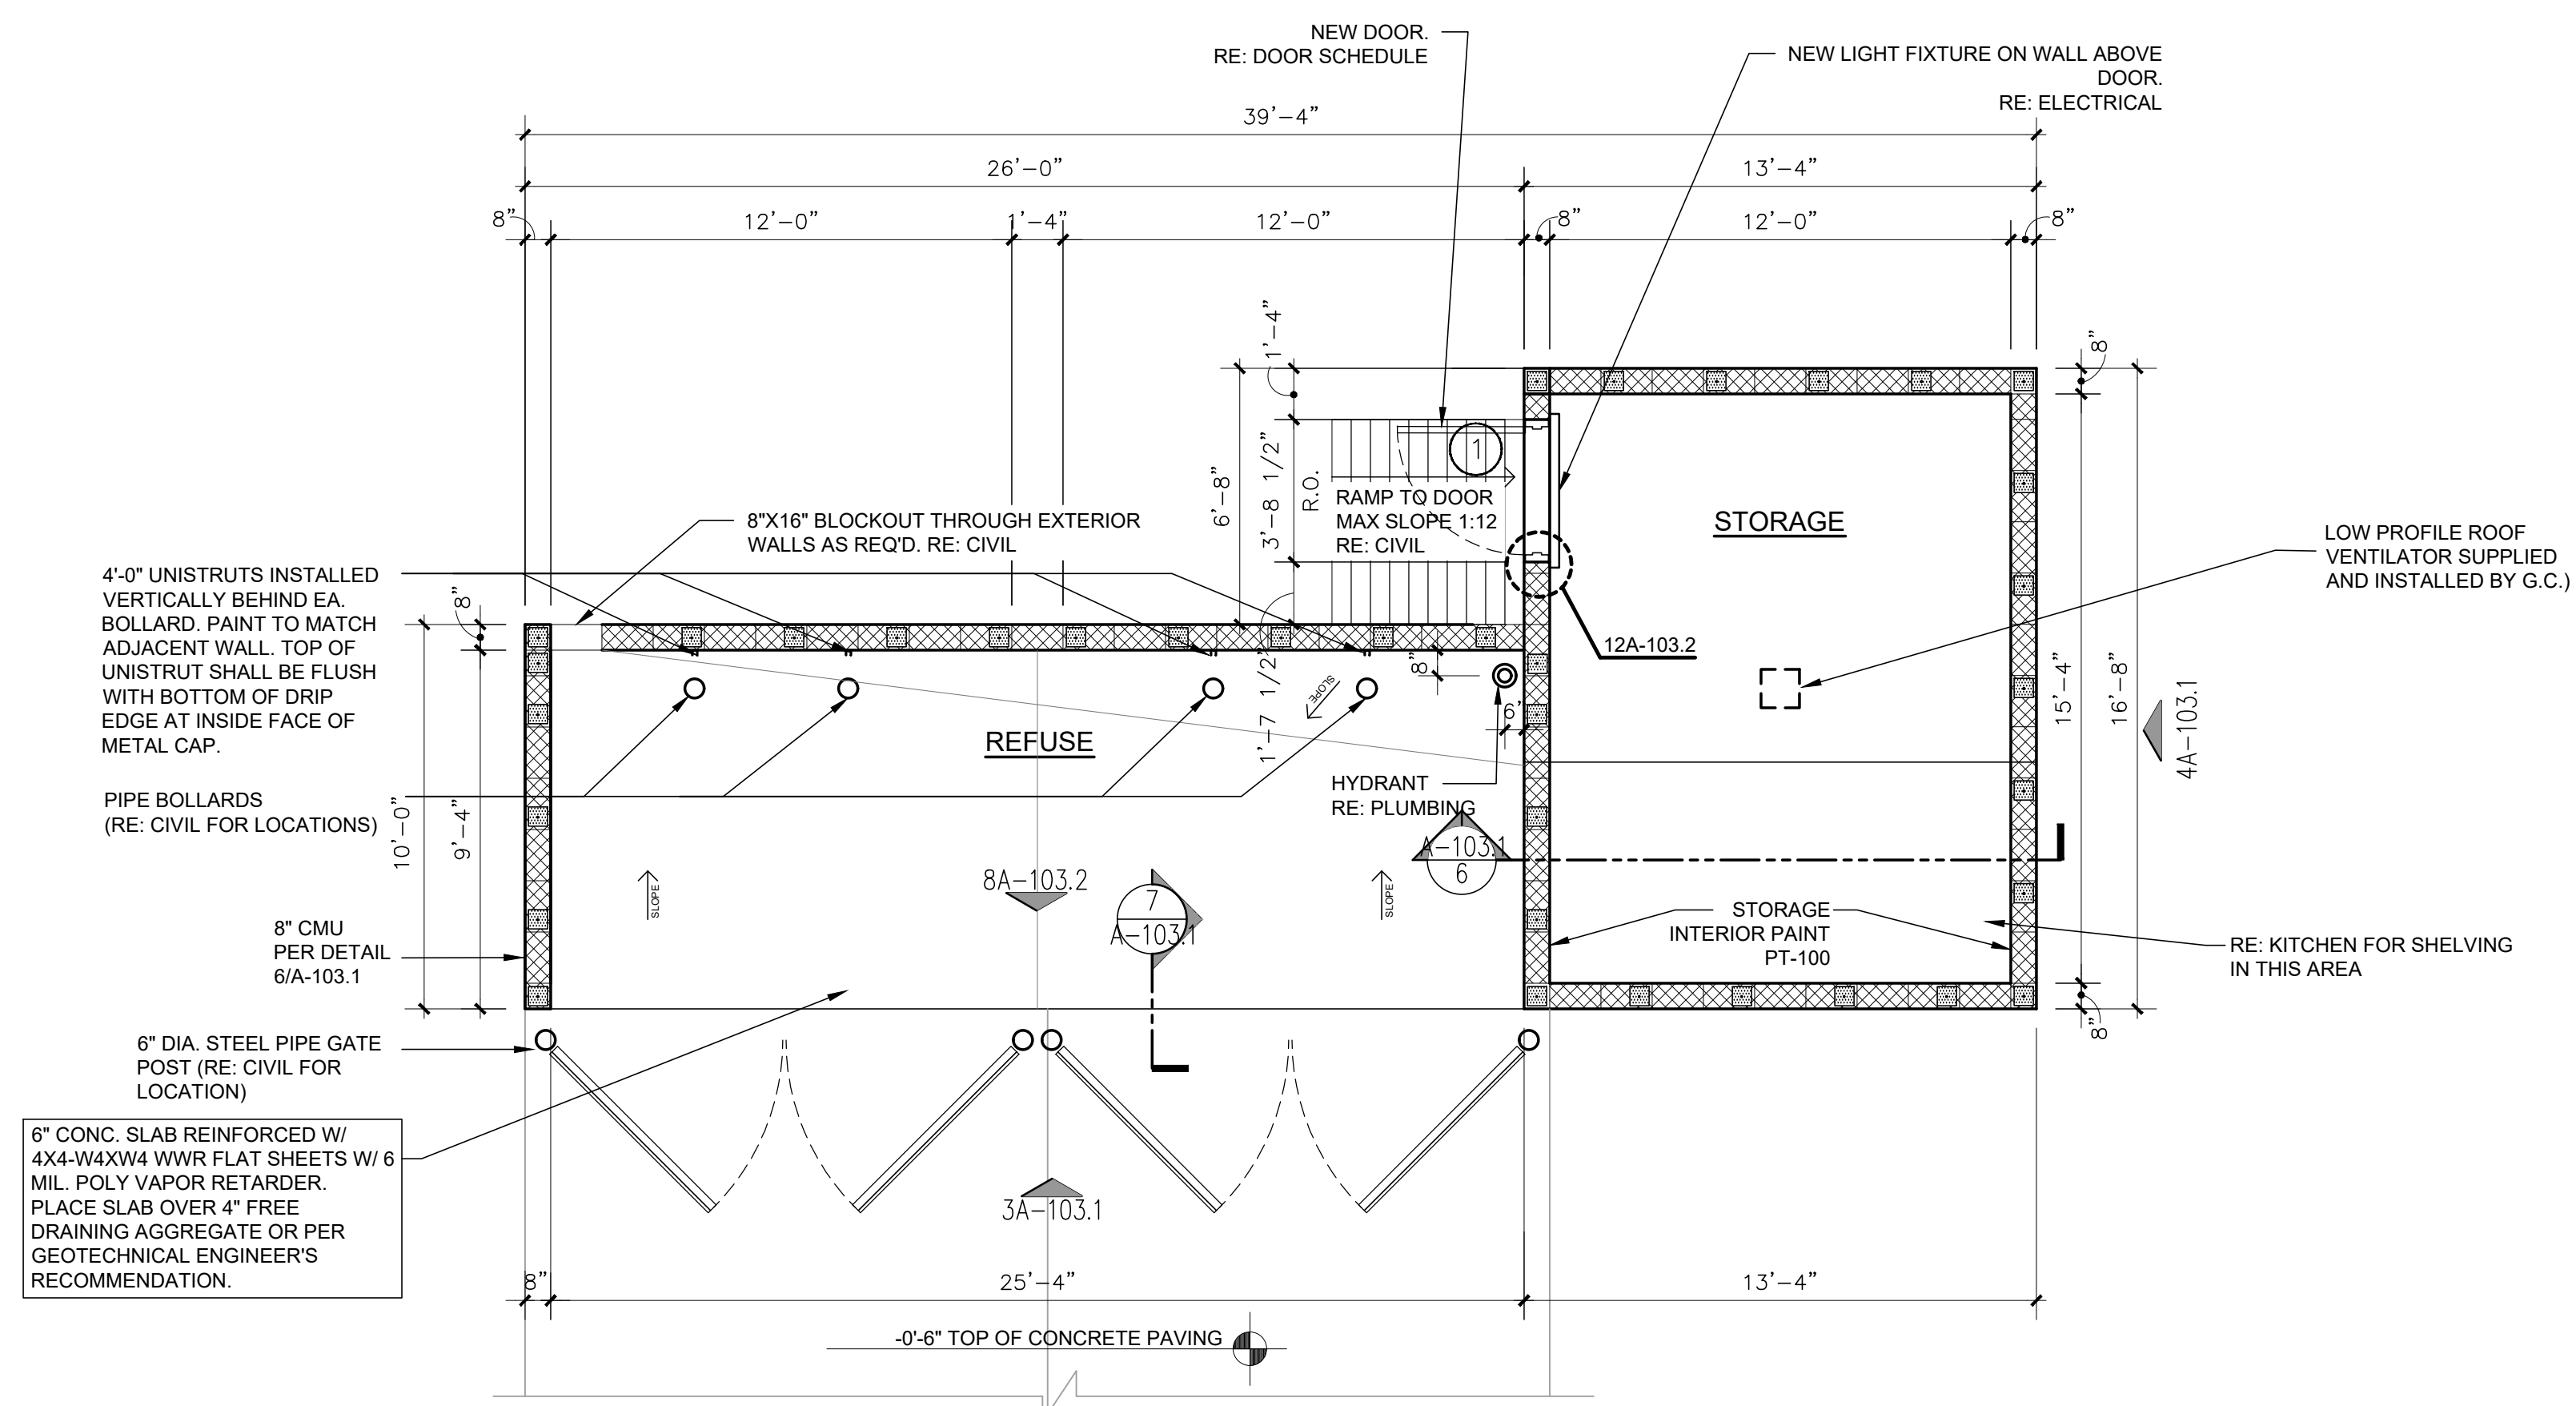 NEW DOOR.
RE: DOOR SCHEDULE
NEW LIGHT FIXTURE ON WALL ABOVE
DOOR.
RE: ELECTRICAL
39'-4"
26'-0"
13'-4"
8"
12'-0"
1'-4"
12'-0"
8"
12'-0"
8"
1'-4"
8"
6'-8"
3'-8 1/2"
R.O.
1
RAMP TO DOOR
MAX SLOPE 1:12
RE: CIVIL
STORAGE
8"X16" BLOCKOUT THROUGH EXTERIOR
WALLS AS REQ'D. RE: CIVIL
LOW PROFILE ROOF
VENTILATOR SUPPLIED
AND INSTALLED BY G.C.)
4'-0" UNISTRUTS INSTALLED
VERTICALLY BEHIND EA.
BOLLARD. PAINT TO MATCH
ADJACENT WALL. TOP OF
UNISTRUT SHALL BE FLUSH
WITH BOTTOM OF DRIP
EDGE AT INSIDE FACE OF
METAL CAP.
8"
12A-103.2
8"
1'-7 1/2"
SLOPE
6'
15'-4"
16'-8"
4A-103.1
REFUSE
HYDRANT
RE: PLUMBING
PIPE BOLLARDS
(RE: CIVIL FOR LOCATIONS)
10'-0"
9'-4"
A-103.1
6
8A-103.2
7
A-103.1
SLOPE
SLOPE
STORAGE
INTERIOR PAINT
PT-100
8" CMU
PER DETAIL
6/A-103.1
RE: KITCHEN FOR SHELVING
IN THIS AREA
8"
6" DIA. STEEL PIPE GATE
POST (RE: CIVIL FOR
LOCATION)
6" CONC. SLAB REINFORCED W/
4X4-W4XW4 WWR FLAT SHEETS W/ 6
MIL. POLY VAPOR RETARDER.
PLACE SLAB OVER 4" FREE
DRAINING AGGREGATE OR PER
GEOTECHNICAL ENGINEER'S
RECOMMENDATION.
3A-103.1
8"
25'-4"
13'-4"
-0'-6" TOP OF CONCRETE PAVING